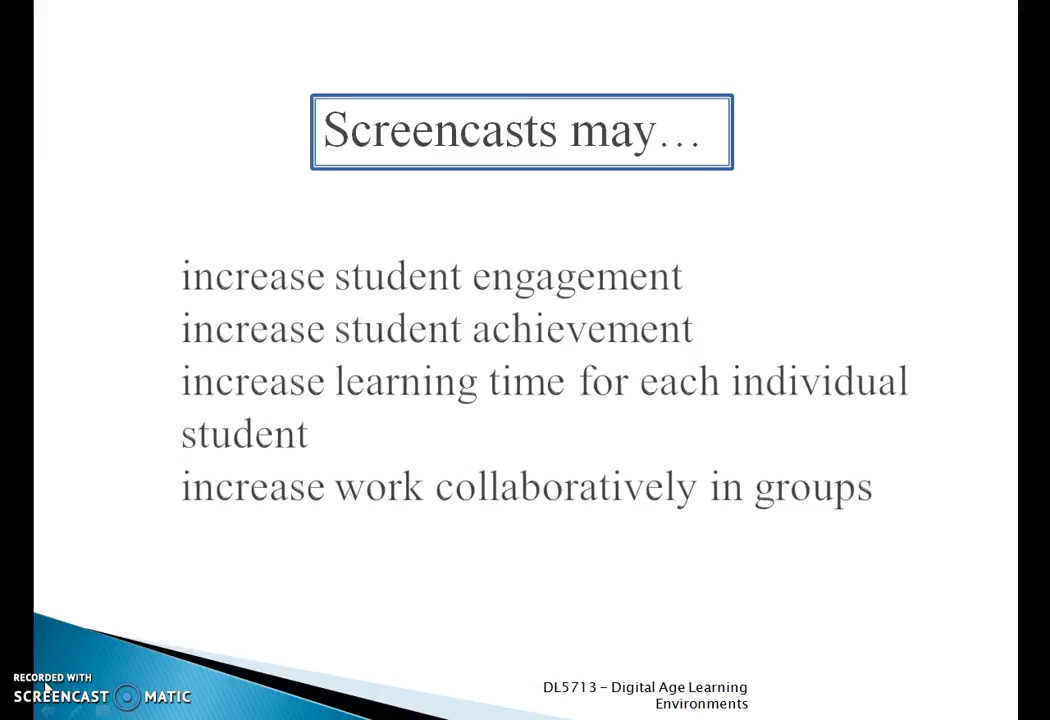 Screencasts may...
increase student engagement
increase student achievement
increase learning time for each individual
student
increase work collaboratively in groups
RECORDED WITH
SCREENCAST MATIC
DL5713 – Digital Age Learning
Environments